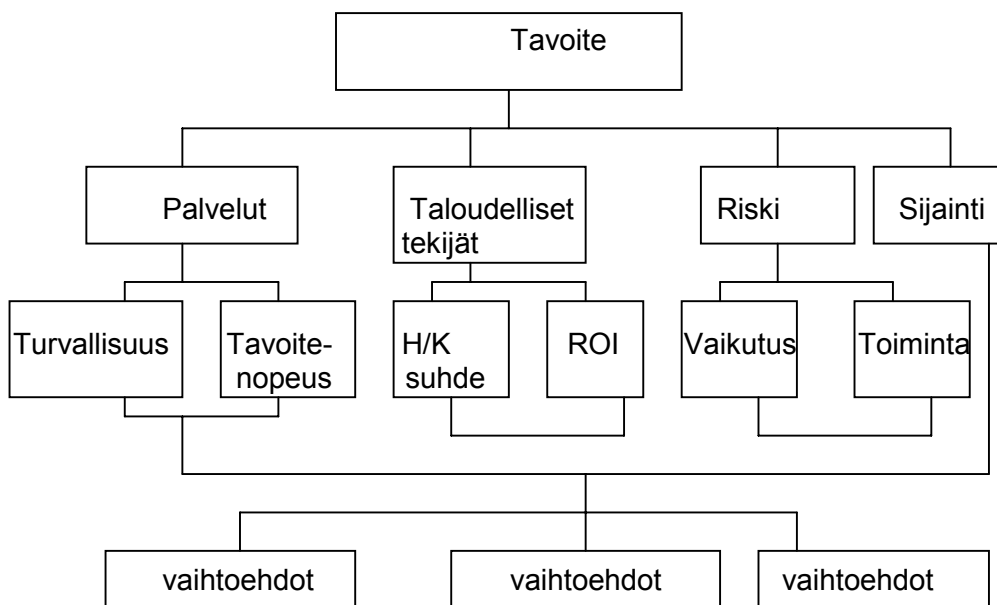 Tavoite
Palvelut
Taloudelliset
tekijät
Riski
Sijainti
Turvallisuus
Tavoite-
nopeus
H/K
suhde
ROI
Vaikutus
Toiminta
vaihtoehdot
vaihtoehdot
vaihtoehdot